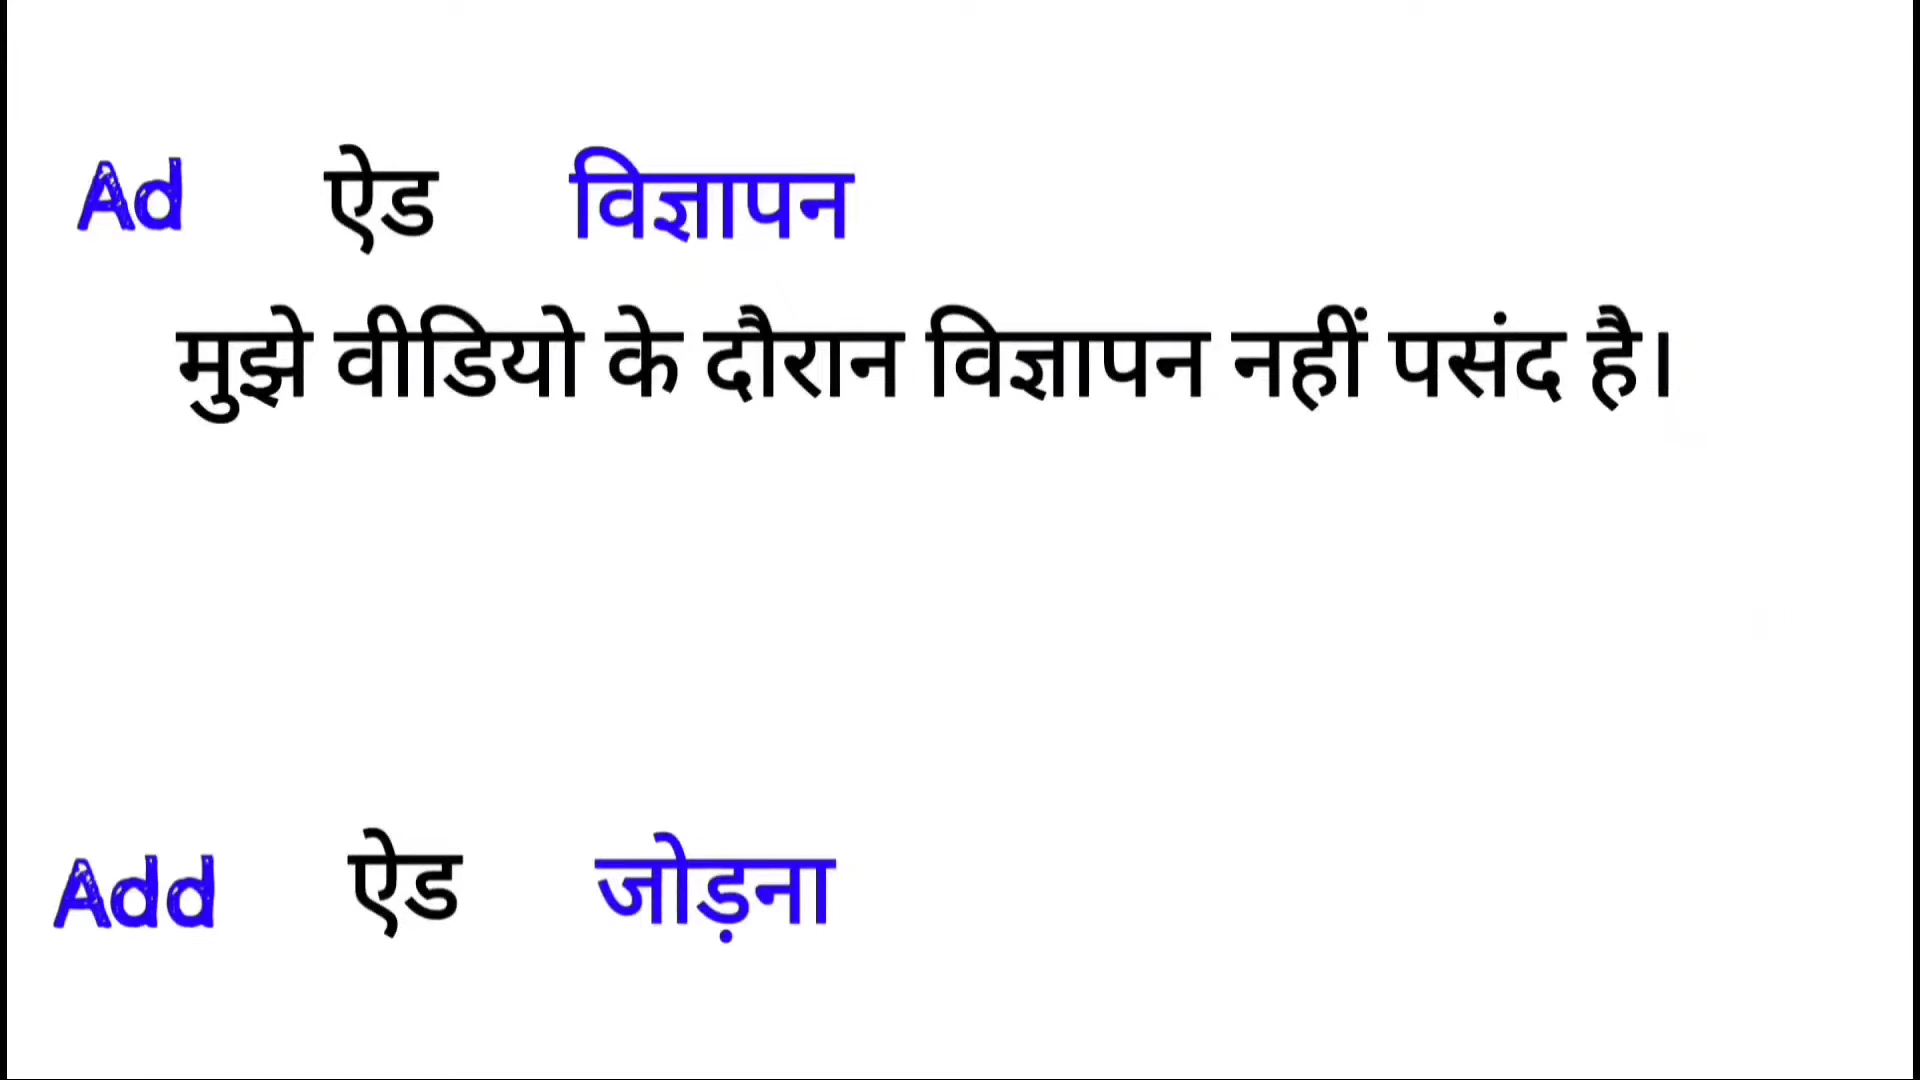 Ad ऐड विज्ञापन
मुझे वीडियो के दौरान विज्ञापन नहीं पसंद है।
Add ऐड जोड़ना